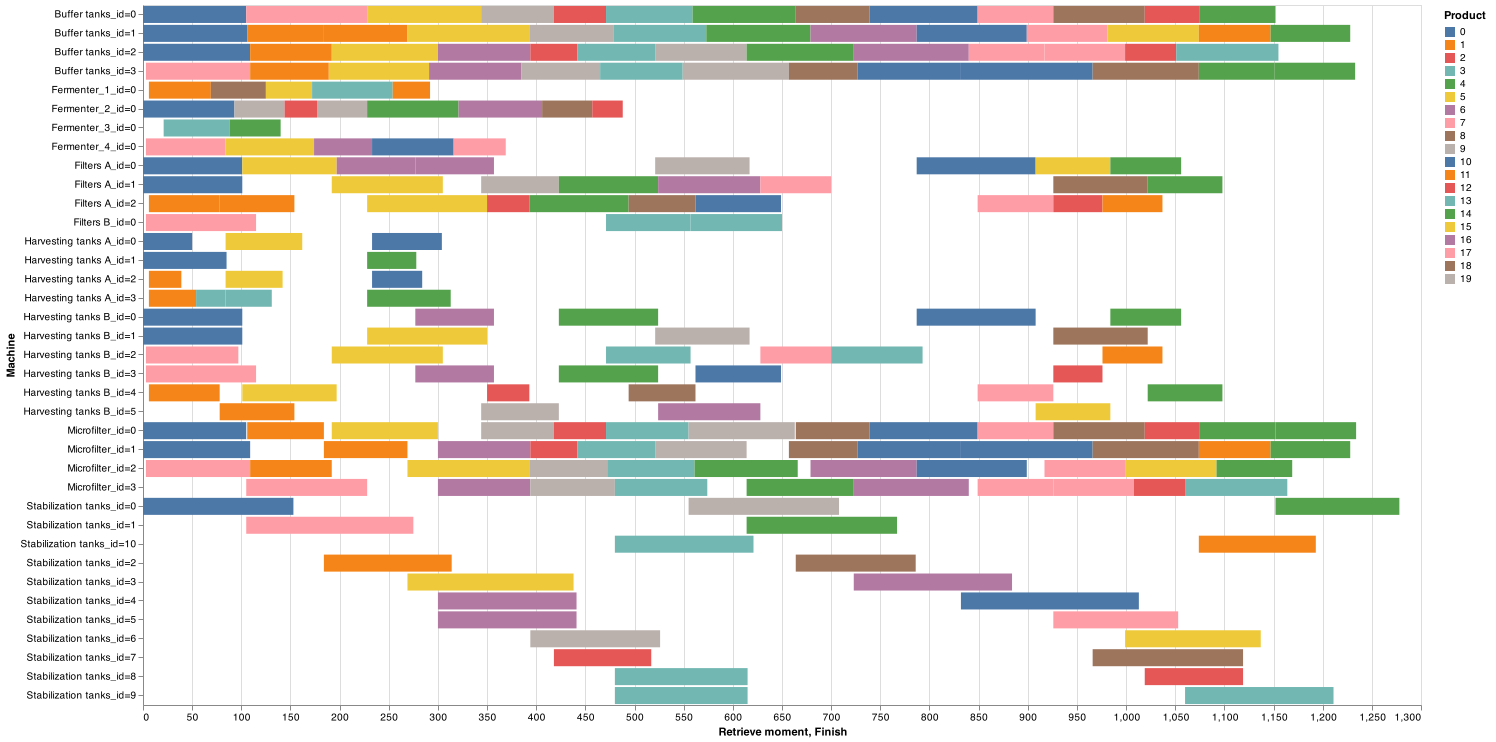 Buffer tanks_id=0
Buffer tanks_id=1
Buffer tanks_id=2
Buffer tanks_id=3
Fermenter_1_id=0
Fermenter_2_id=0
Fermenter_3_id=0
Fermenter_4_id=0
Filters A_id=0
Filters A_id=1
Filters A_id=2
Filters B_id=0
Harvesting tanks A_id=0
Harvesting tanks A_id=1
Harvesting tanks A_id=2
Harvesting tanks A_id=3
Harvesting tanks B_id=0
Harvesting tanks B_id=1
Harvesting tanks B_id=2
Harvesting tanks B_id=3
Harvesting tanks B_id=4
Harvesting tanks B_id=5
Microfilter_id=0
Microfilter_id=1
Microfilter_id=2
Microfilter_id=3
Stabilization tanks_id=0
Stabilization tanks_id=1
Stabilization tanks_id=10
Stabilization tanks_id=2
Stabilization tanks_id=3
Stabilization tanks_id=4
Stabilization tanks_id=5
Stabilization tanks_id=6
Stabilization tanks_id=7
Stabilization tanks_id=8
Stabilization tanks_id=9
Machine
0 50 100 150 200 250 300 350 400 450 500 550 600 650 700 750 800 850 900 950 1,000 1,050 1,100 1,150 1,200 1,250 1,300
Retrieve moment, Finish
Product
0
1
2
3
4
5
6
7
8
9
10
11
12
13
14
15
16
17
18
19